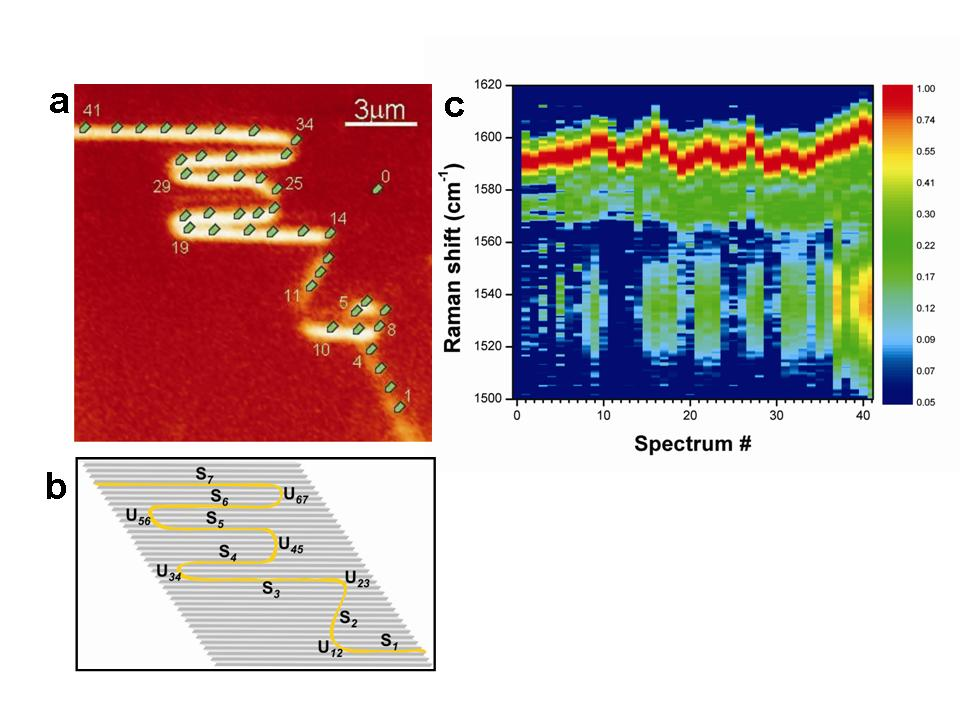 a
3μm
41
34
0
29
25
14
19
11
5
8
10
4
1
b
S7
S6
U67
U56
S5
U45
S4
U34
U23
S3
S2
S1
U12
c
Raman shift (cm-1)
1620
1600
1580
1560
1540
1520
1500
0 10 20 30 40
Spectrum #
1.00
0.74
0.55
0.41
0.30
0.22
0.17
0.12
0.09
0.07
0.05